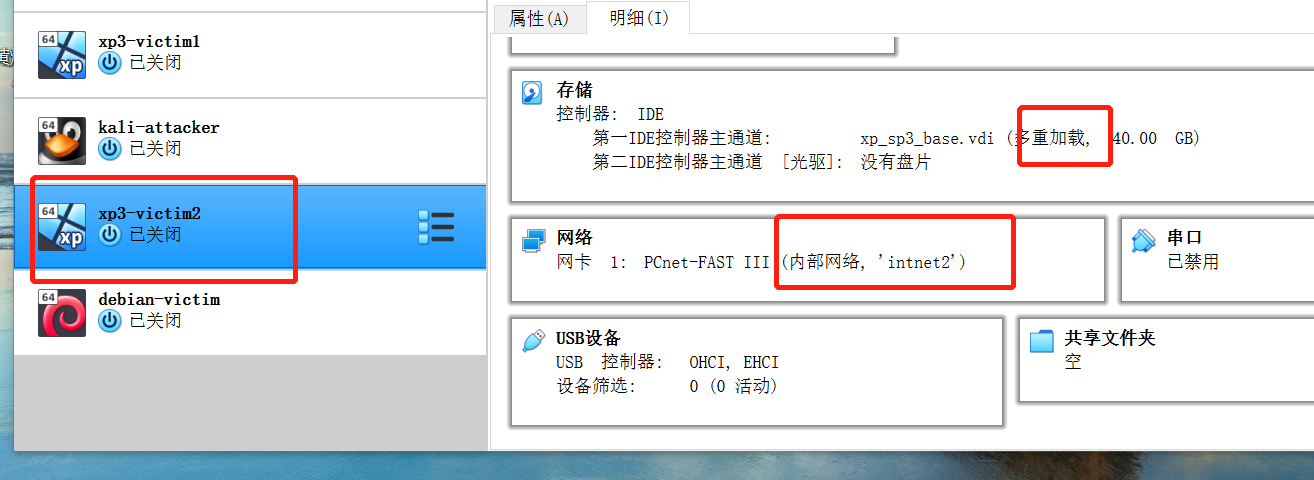 xp3-victim1
64
xp
已关闭
kali-attacker
64
已关闭
xp3-victim2
64
xp
已关闭
debian-victim
64
已关闭
属性(A)
明细(I)
存储
控制器: IDE
第一IDE控制器主通道: xp_sp3_base.vdi (多重加载, 40.00 GB)
第二IDE控制器主通道 [光驱]: 没有盘片
网络
网卡 1: PCnet-FAST III (内部网络, 'intnet2')
串口
已禁用
USB设备
USB 控制器: OHCI, EHCI
设备筛选: 0 (0 活动)
共享文件夹
空